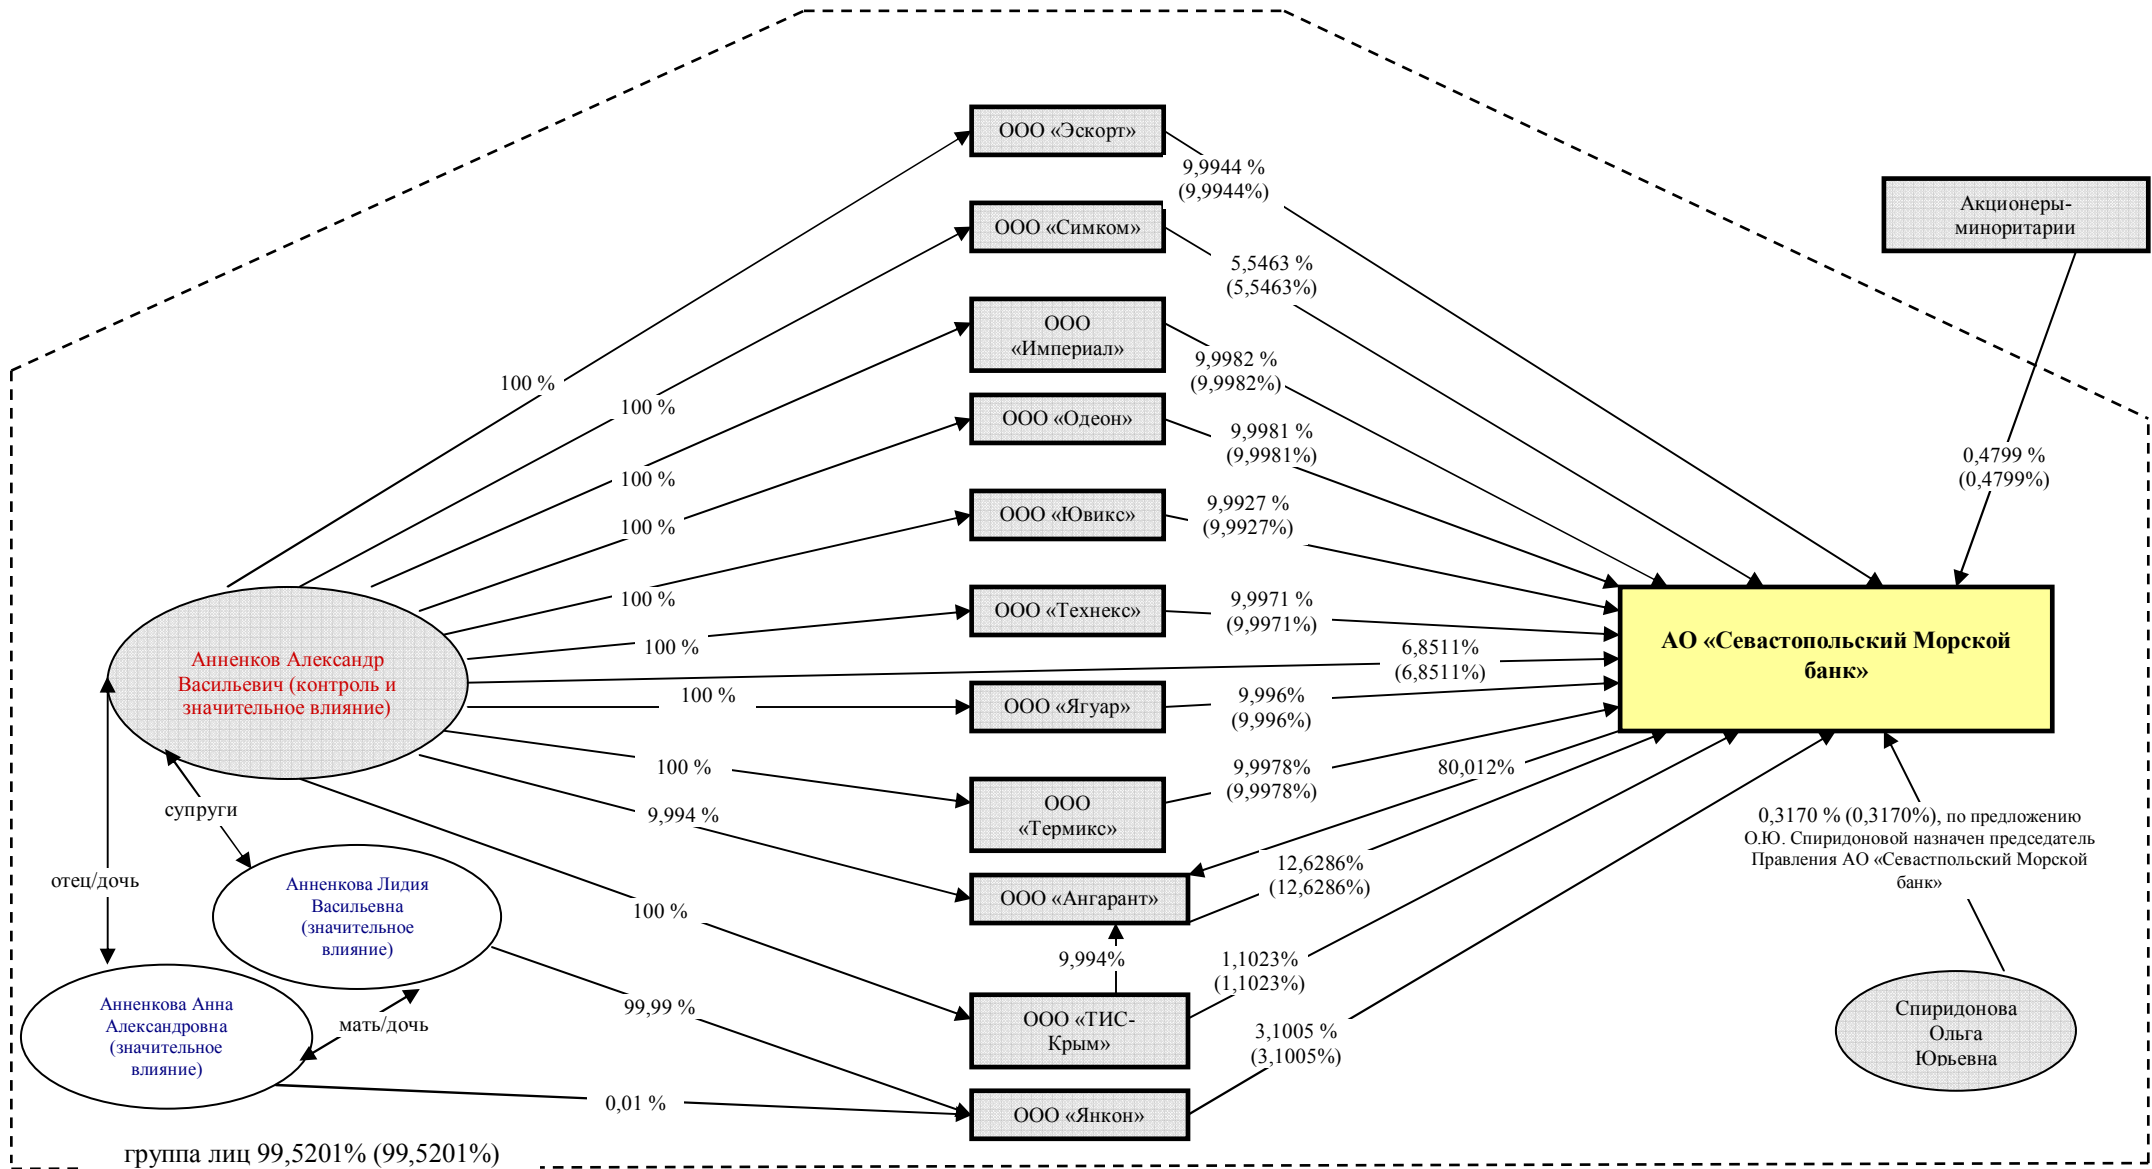 ООО «Эскорт»
9,9944 %
(9,9944%)
Акционеры-
миноритарии
ООО «Симком»
5,5463 %
(5,5463%)
ООО
«Империал»
9,9982 %
(9,9982%)
100 %
100 %
ООО «Одеон»
9,9981 %
(9,9981%)
0,4799 %
(0,4799%)
100 %
100 %
ООО «Ювикс»
9,9927 %
(9,9927%)
100 %
ООО «Технекс»
9,9971 %
(9,9971%)
100 %
6,8511%
(6,8511%)
АО «Севастопольский Морской
банк»
Анненков Александр
Васильевич (контроль и
значительное влияние)
100 %
ООО «Ягуар»
9,996%
(9,996%)
100 %
ООО
«Термикс»
9,9978%
(9,9978%)
80,012%
супруги
9,994 %
0,3170 % (0,3170%), по предложению
О.Ю. Спиридоновой назначен председатель
Правления АО «Севастпольский Морской
банк»
отец/дочь
Анненкова Лидия
Васильевна
(значительное
влияние)
ООО «Ангарант»
12,6286%
(12,6286%)
100 %
9,994%
1,1023%
(1,1023%)
Анненкова Анна
Александровна
(значительное
влияние)
мать/дочь
99,99 %
ООО «ТИС-
Крым»
3,1005 %
(3,1005%)
Спиридонова
Ольга
Юрьевна
0,01 %
ООО «Янкон»
группа лиц 99,5201% (99,5201%)